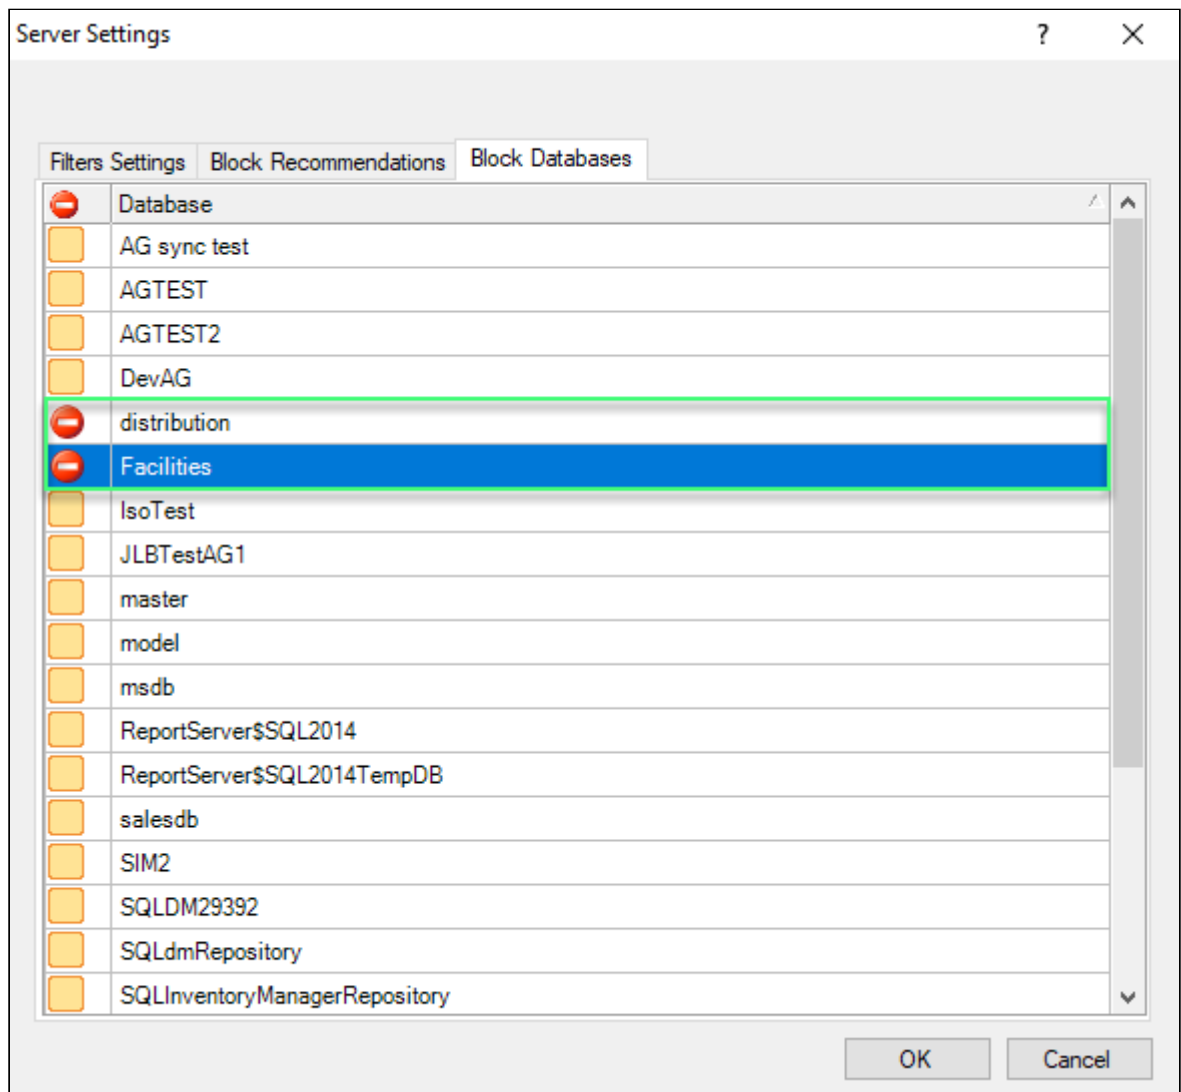 Server Settings ?
Filters Settings Block Recommendations Block Databases
Database
AG sync test
AGTEST
AGTEST2
DevAG
distribution
Facilities
IsoTest
JLBTestAG1
master
model
msdb
ReportServer$SQL2014
ReportServer$SQL2014TempDB
salesdb
SIM2
SQLDM29392
SQLdmRepository
SQLInventoryManagerRepository
OK Cancel